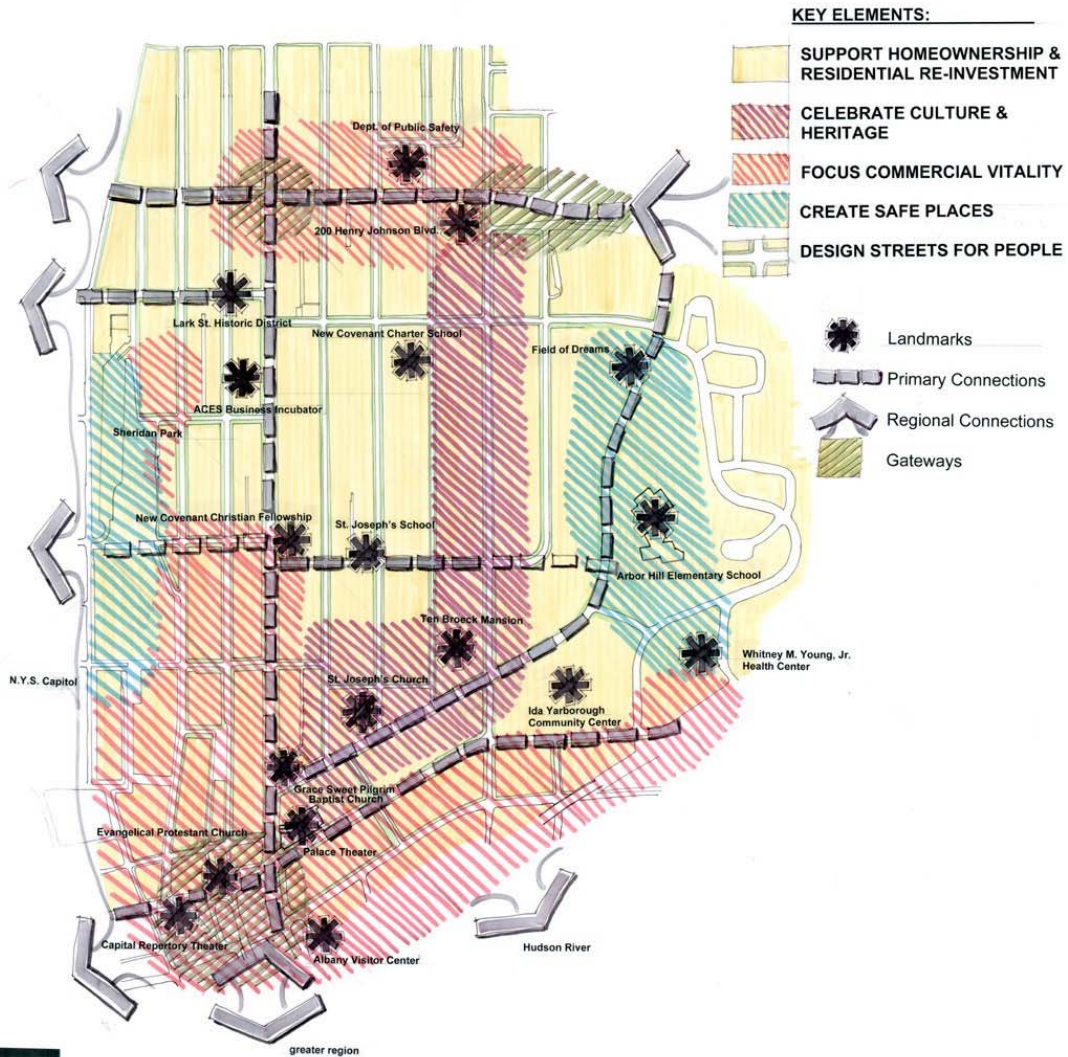 KEY ELEMENTS:
SUPPORT HOMEOWNERSHIP &
RESIDENTIAL RE-INVESTMENT
CELEBRATE CULTURE &
HERITAGE
FOCUS COMMERCIAL VITALITY
CREATE SAFE PLACES
DESIGN STREETS FOR PEOPLE
Landmarks
Primary Connections
Regional Connections
Gateways
Dept. of Public Safety
200 Henry Johnson Blvd.
Lark St. Historic District
New Covenant Charter School
Field of Dreams
ACES Business Incubator
Sheridan Park
New Covenant Christian Fellowship
St. Joseph's School
Arbor Hill Elementary School
Ten Broeck Mansion
Whitney M. Young, Jr.
Health Center
N.Y.S. Capitol
St. Joseph's Church
Ida Yarborough
Community Center
Grace Sweet Pilgrim
Baptist Church
Evangelical Protestant Church
Palace Theater
Capital Repertory Theater
Albany Visitor Center
Hudson River
greater region